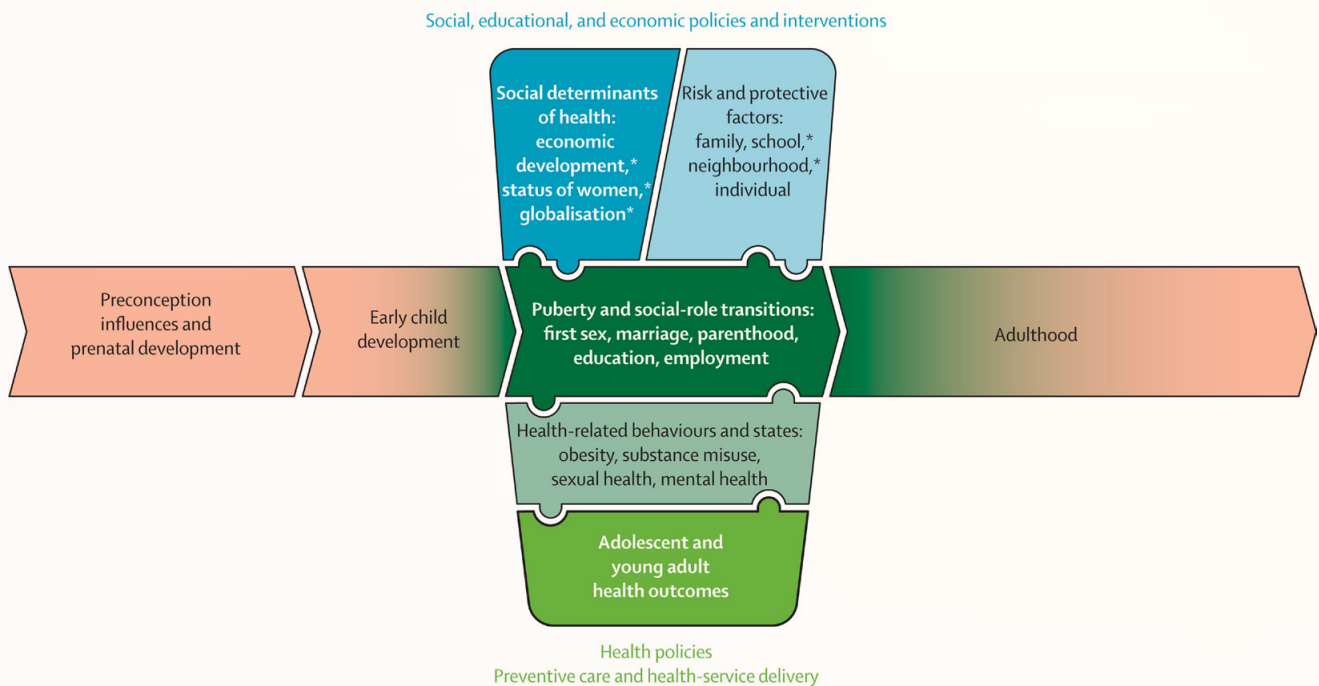 Social, educational, and economic policies and interventions
Social determinants
of health:
economic
development,*
status of women,*
globalisation*
Risk and protective
factors:
family, school,*
neighbourhood,*
individual
Preconception
influences and
prenatal development
Early child
development
Puberty and social-role transitions:
first sex, marriage, parenthood,
education, employment
Adulthood
Health-related behaviours and states:
obesity, substance misuse,
sexual health, mental health
Adolescent and
young adult
health outcomes
Health policies
Preventive care and health-service delivery